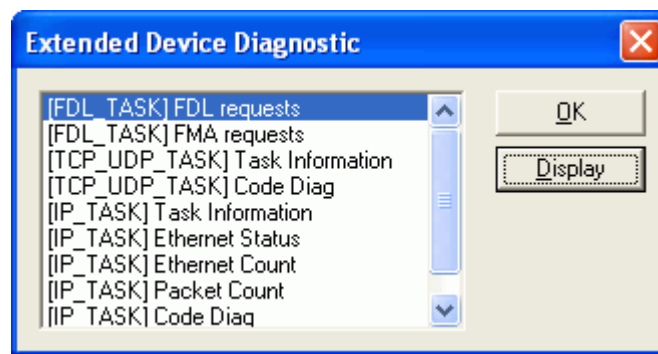 Extended Device Diagnostic
[FDL_TASK] FDL requests
[FDL_TASK] FMA requests
[TCP_UDP_TASK] Task Information
[TCP_UDP_TASK] Code Diag
[IP_TASK] Task Information
[IP_TASK] Ethernet Status
[IP_TASK] Ethernet Count
[IP_TASK] Packet Count
[IP_TASK] Code Diag
OK
Display